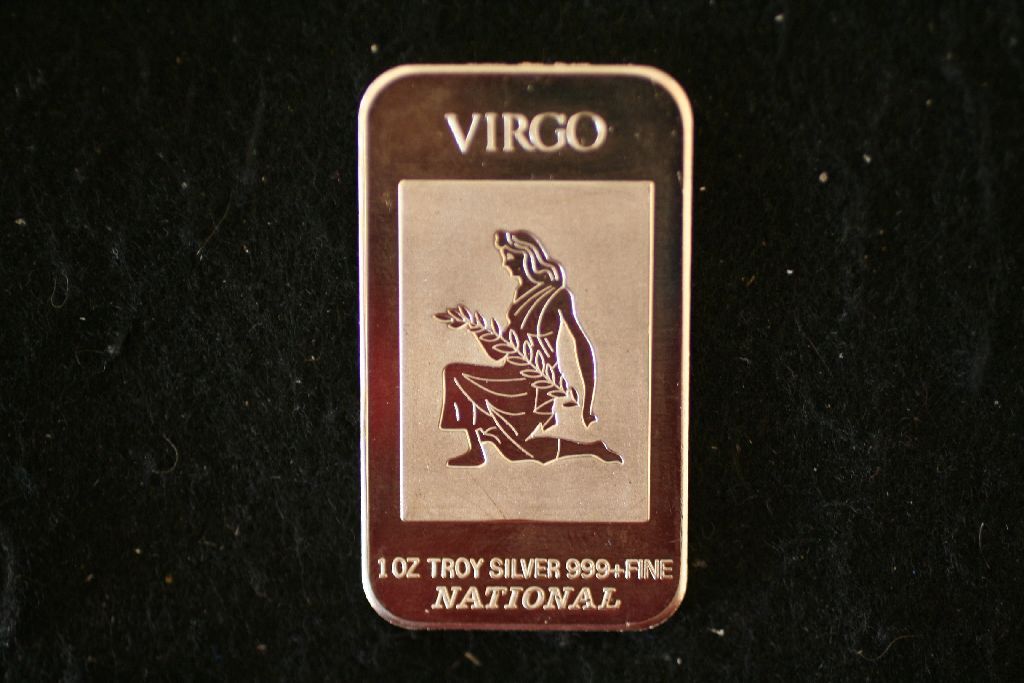 VIRGO
1 OZ TROY SILVER 999+FINE
NATIONAL